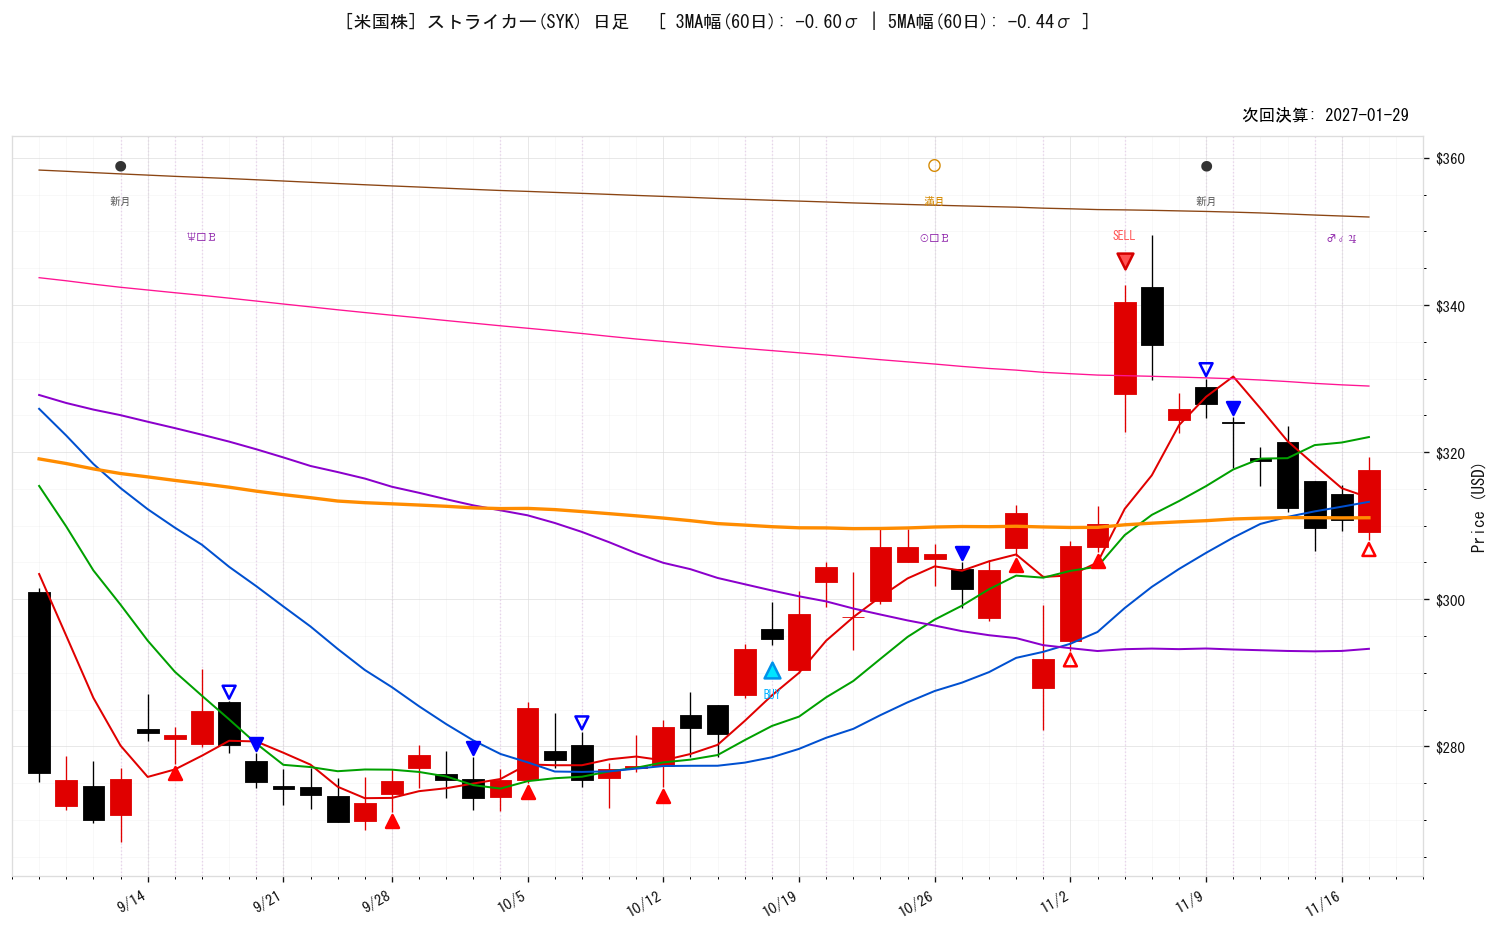 [米国株] ストライカー(SYK) 日足　[ 3MA幅(60日): -0.60σ | 5MA幅(60日): -0.44σ ]
次回決算: 2027-01-29
新月
満月
新月
♆□♇
☉□♇
SELL
BUY
$360
$340
$320
$300
$280
Price (USD)
9/14
9/21
9/28
10/5
10/12
10/19
10/26
11/2
11/9
11/16